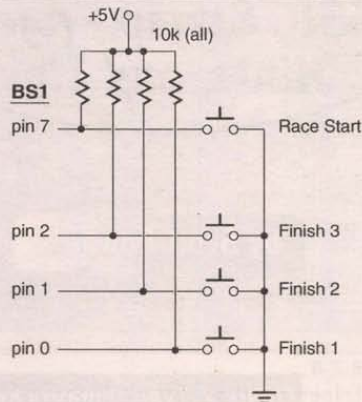 +5V
10k (all)
BS1
pin 7 Race Start
pin 2 Finish 3
pin 1 Finish 2
pin 0 Finish 1